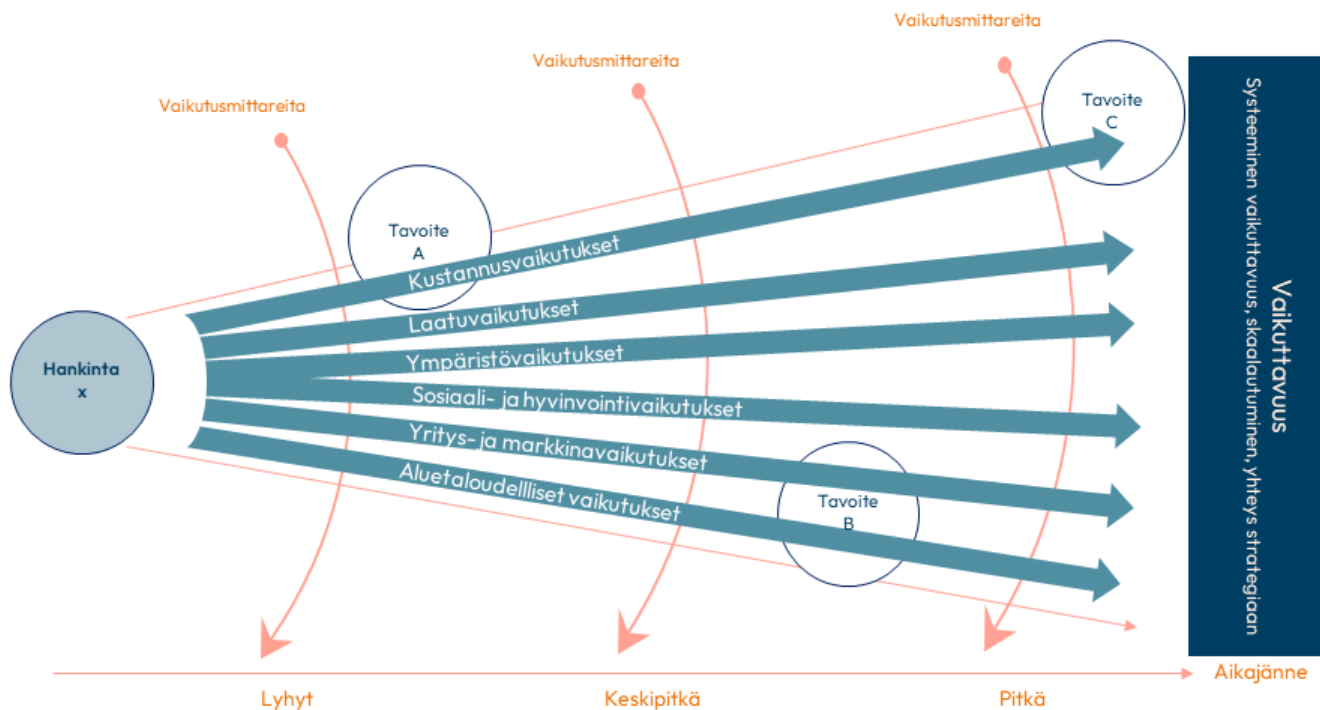 Vaikutusmittareita
Vaikutusmittareita
Vaikutusmittareita
Tavoite
C
Tavoite
A
Hankinta
x
Kustannusvaikutukset
Laatuvaikutukset
Ympäristövaikutukset
Sosiaali- ja hyvinvointivaikutukset
Yritys- ja markkinavaikutukset
Aluetaloudellliset vaikutukset
Tavoite
B
Vaikuttavuus
Systeeminen vaikuttavuus, skaalautuminen, yhteys strategiaan
Aikajänne
Lyhyt
Keskipitkä
Pitkä